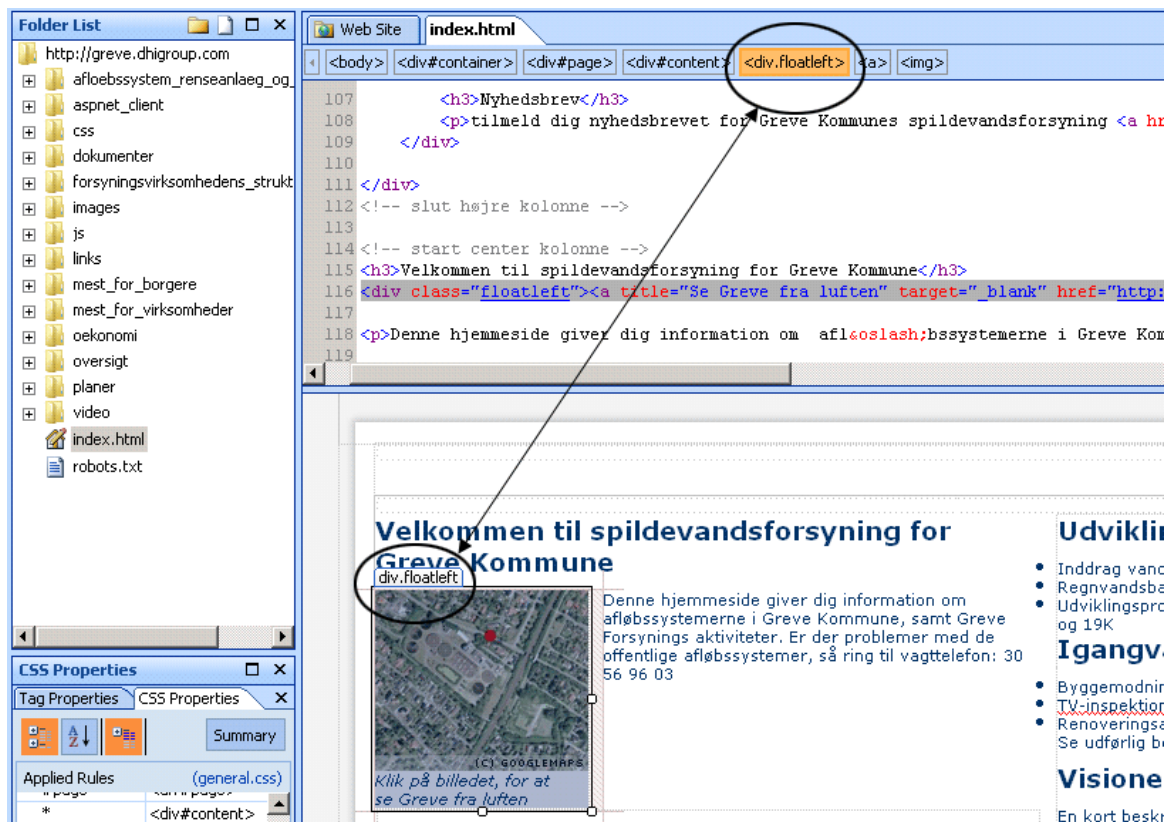 Folder List
http://greve.dhigroup.com
afloebssystem_renseanlaeg_og_
aspnet_client
css
dokumenter
forsyningsvirksomhedens_strukt
images
js
links
mest_for_borgere
mest_for_virksomheder
oekonomi
oversigt
planer
video
index.html
robots.txt
CSS Properties
Tag Properties CSS Properties
Summary
Applied Rules (general.css)
* <div#content>
Web Site index.html
<body> <div#container> <div#page> <div#content> <div.floatleft> <a> <img>
107 <h3>Nyhedsbrev</h3>
108 <p>tilmeld dig nyhedsbrevet for Greve Kommunes spildevandsforsyning <a hr
109 </div>
110
111 </div>
112 <!-- slut højre kolonne -->
113
114 <!-- start center kolonne -->
115 <h3>Velkommen til spildevandsforsyning for Greve Kommune</h3>
116 <div class="floatleft"><a title="Se Greve fra luften" target="_blank" href="http:
117
118 <p>Denne hjemmeside giver dig information om afl&oslash;bssystemerne i Greve Kom
119
Velkommen til spildevandsforsyning for
Greve Kommune
div.floatleft
(C) GOOGLEMAPS
Klik på billedet, for at
se Greve fra luften
Denne hjemmeside giver dig information om
afløbssystemerne i Greve Kommune, samt Greve
Forsynings aktiviteter. Er der problemer med de
offentlige afløbssystemer, så ring til vagttelefon: 30
56 96 03
Udviklin
Inddrag vand
Regnvandsba
Udviklingspro
og 19K
Igangva
Byggemodnin
TV-inspektion
Renoveringsa
Se udførlig be
Visione
En kort beskr